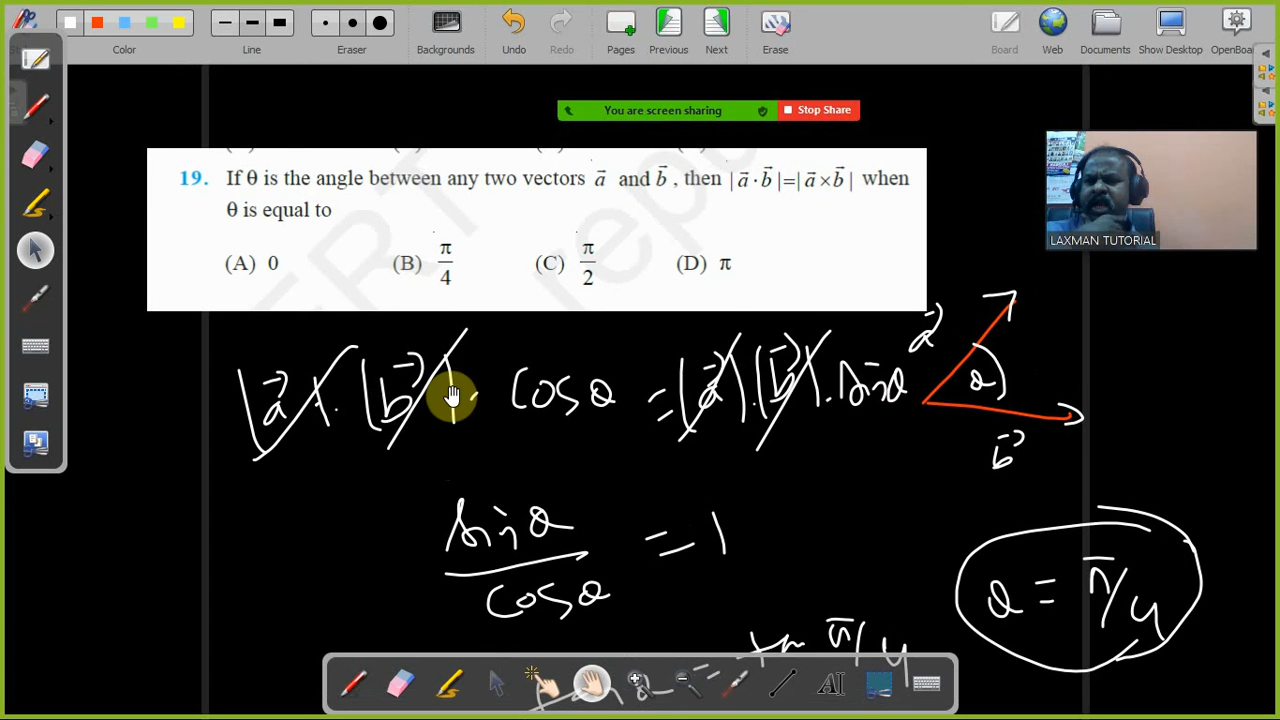 Color Line Eraser Backgrounds Undo Redo Pages Previous Next Erase Board Web Documents Show Desktop OpenBoard
You are screen sharing Stop Share
19. If θ is the angle between any two vectors a⃗ and b⃗, then |a⃗ · b⃗|=|a⃗ × b⃗| when
θ is equal to
(A) 0 (B) π/4 (C) π/2 (D) π
LAXMAN TUTORIAL
|a⃗|·|b⃗|· cosθ = |a⃗|·|b⃗|·sinθ
a⃗
θ
b⃗
sinθ/cosθ = 1
θ = π/4
= tan π/4